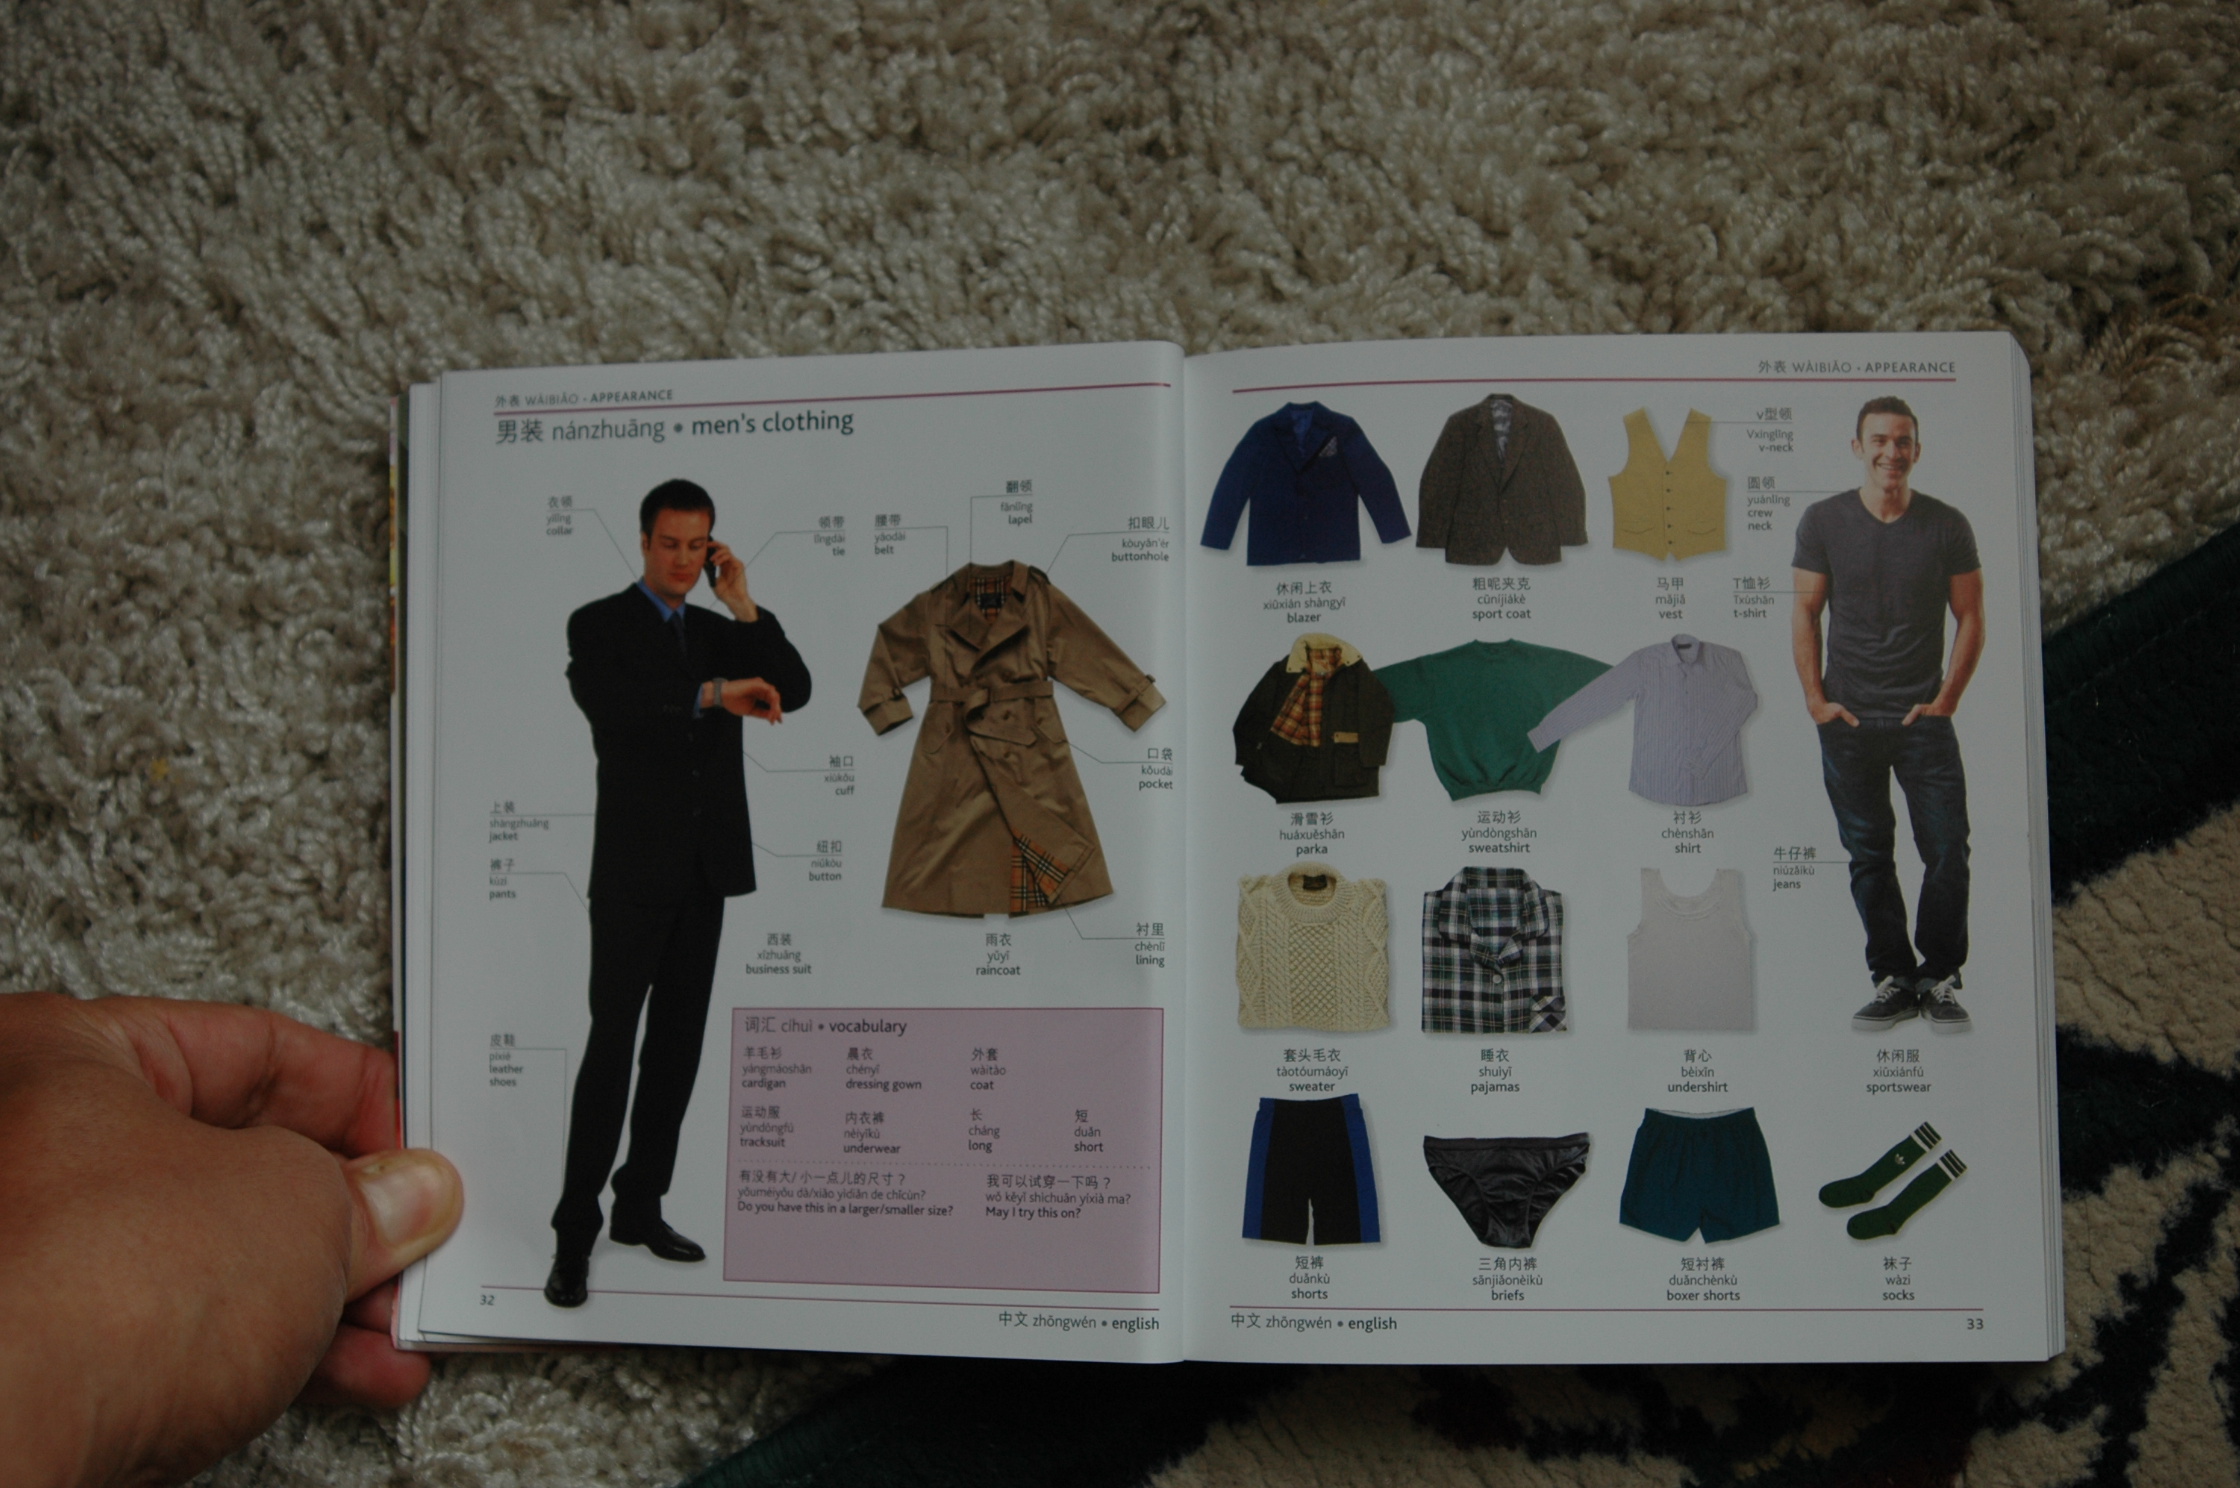 外表 WÀIBIǍO • APPEARANCE
男装 nánzhuāng • men's clothing
衣领
yīlǐng
collar
领带
lǐngdài
tie
腰带
yāodài
belt
翻领
fānlǐng
lapel
扣眼儿
kòuyǎn'ér
buttonhole
袖口
xiùkǒu
cuff
口袋
kǒudài
pocket
上装
shàngzhuāng
jacket
裤子
kùzi
pants
纽扣
niǔkòu
button
衬里
chènlǐ
lining
皮鞋
píxié
leather
shoes
西装
xīzhuāng
business suit
雨衣
yǔyī
raincoat
词汇 cíhuì • vocabulary
羊毛衫
yángmáoshān
cardigan
晨衣
chényī
dressing gown
外套
wàitào
coat
运动服
yùndòngfú
tracksuit
内衣裤
nèiyīkù
underwear
长
cháng
long
短
duǎn
short
有没有大/小一点儿的尺寸？
yǒuméiyǒu dà/xiǎo yìdiǎn de chǐcùn?
Do you have this in a larger/smaller size?
我可以试穿一下吗？
wǒ kěyǐ shìchuān yíxià ma?
May I try this on?
32
中文 zhōngwén • english
外表 WÀIBIǍO • APPEARANCE
v型领
Vxínglǐng
v-neck
圆领
yuánlǐng
crew
neck
休闲上衣
xiūxián shàngyī
blazer
粗呢夹克
cūníjiākè
sport coat
马甲
mǎjiǎ
vest
T恤衫
Txùshān
t-shirt
滑雪衫
huáxuěshān
parka
运动衫
yùndòngshān
sweatshirt
衬衫
chènshān
shirt
牛仔裤
niúzǎikù
jeans
套头毛衣
tàotóumáoyī
sweater
睡衣
shuìyī
pajamas
背心
bèixīn
undershirt
休闲服
xiūxiánfú
sportswear
短裤
duǎnkù
shorts
三角内裤
sānjiǎonèikù
briefs
短衬裤
duǎnchènkù
boxer shorts
袜子
wàzi
socks
中文 zhōngwén • english
33